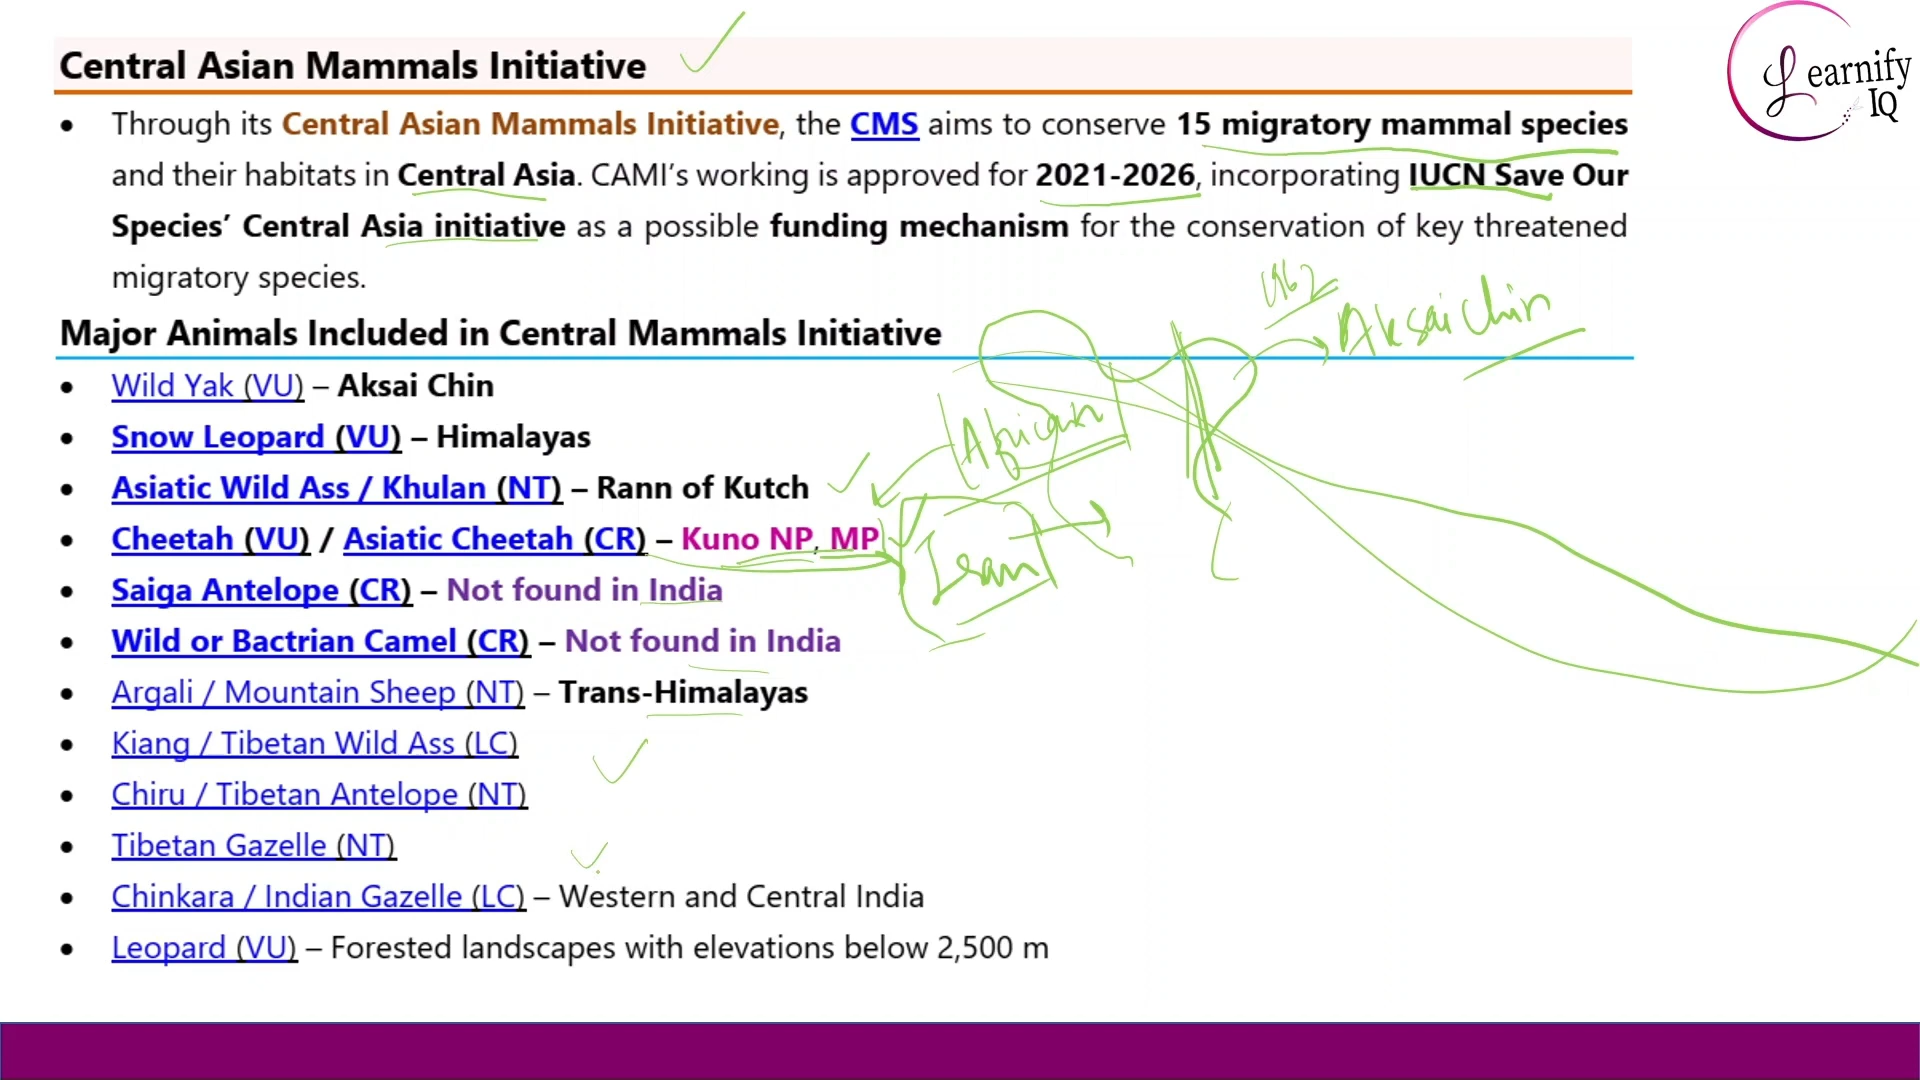 Central Asian Mammals Initiative
Learnify
IQ
• Through its Central Asian Mammals Initiative, the CMS aims to conserve 15 migratory mammal species
and their habitats in Central Asia. CAMI's working is approved for 2021-2026, incorporating IUCN Save Our
Species' Central Asia initiative as a possible funding mechanism for the conservation of key threatened
migratory species.
1962
Aksai Chin
Major Animals Included in Central Mammals Initiative
• Wild Yak (VU) – Aksai Chin
• Snow Leopard (VU) – Himalayas
African
• Asiatic Wild Ass / Khulan (NT) – Rann of Kutch
• Cheetah (VU) / Asiatic Cheetah (CR) – Kuno NP, MP
Iran
• Saiga Antelope (CR) – Not found in India
• Wild or Bactrian Camel (CR) – Not found in India
• Argali / Mountain Sheep (NT) – Trans-Himalayas
• Kiang / Tibetan Wild Ass (LC)
• Chiru / Tibetan Antelope (NT)
• Tibetan Gazelle (NT)
• Chinkara / Indian Gazelle (LC) – Western and Central India
• Leopard (VU) – Forested landscapes with elevations below 2,500 m